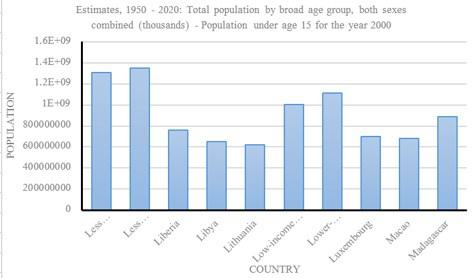 Estimates, 1950 - 2020: Total population by broad age group, both sexes
combined (thousands) - Population under age 15 for the year 2000
1.6E+09
1.4E+09
1.2E+09
1E+09
800000000
600000000
400000000
200000000
0
POPULATION
Less...
Less...
Liberia
Libya
Lithuania
Low-income...
Lower-...
Luxembourg
Macao
Madagascar
COUNTRY